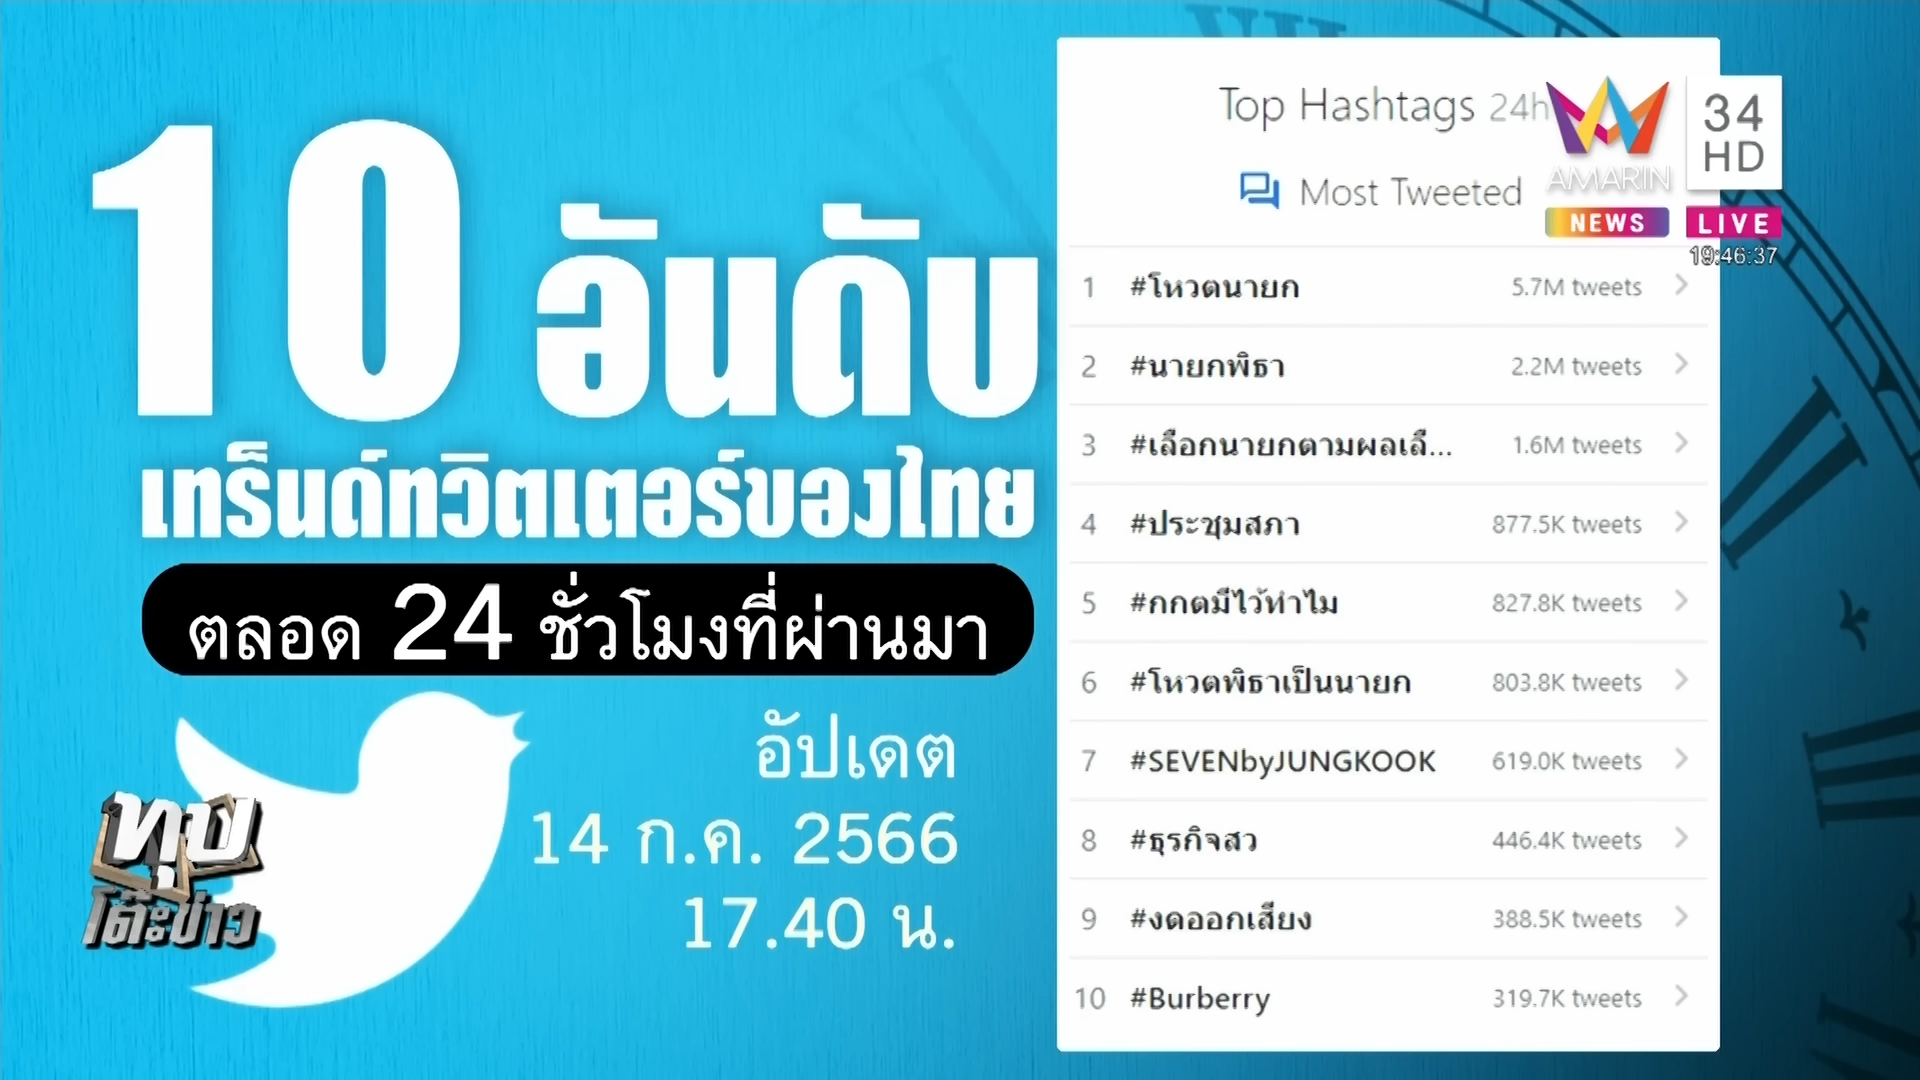 10 อันดับ
เทร็นด์ทวิตเตอร์ของไทย
ตลอด 24 ชั่วโมงที่ผ่านมา
อัปเดต
14 ก.ค. 2566
17.40 น.
ทุบ
โต๊ะข่าว
Top Hashtags 24h
Most Tweeted
1 #โหวตนายก 5.7M tweets
2 #นายกพิธา 2.2M tweets
3 #เลือกนายกตามผลเลื... 1.6M tweets
4 #ประชุมสภา 877.5K tweets
5 #กกตมีไว้ทำไม 827.8K tweets
6 #โหวตพิธาเป็นนายก 803.8K tweets
7 #SEVENbyJUNGKOOK 619.0K tweets
8 #ธุรกิจสว 446.4K tweets
9 #งดออกเสียง 388.5K tweets
10 #Burberry 319.7K tweets
AMARIN
NEWS
34
HD
LIVE
19:46:37